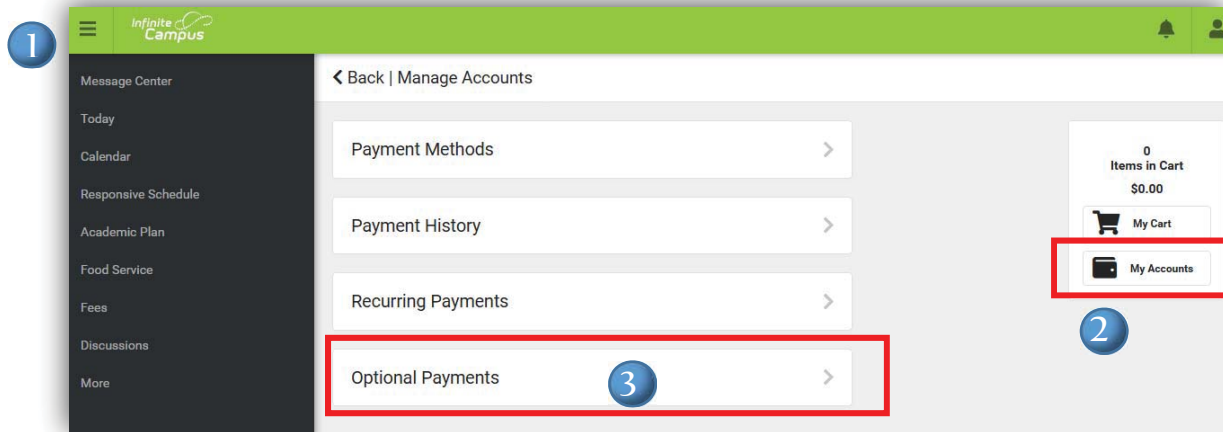 1
Infinite
Campus
Message Center
Today
Calendar
Responsive Schedule
Academic Plan
Food Service
Fees
Discussions
More
Back | Manage Accounts
Payment Methods
Payment History
Recurring Payments
Optional Payments
3
0
Items in Cart
$0.00
My Cart
My Accounts
2